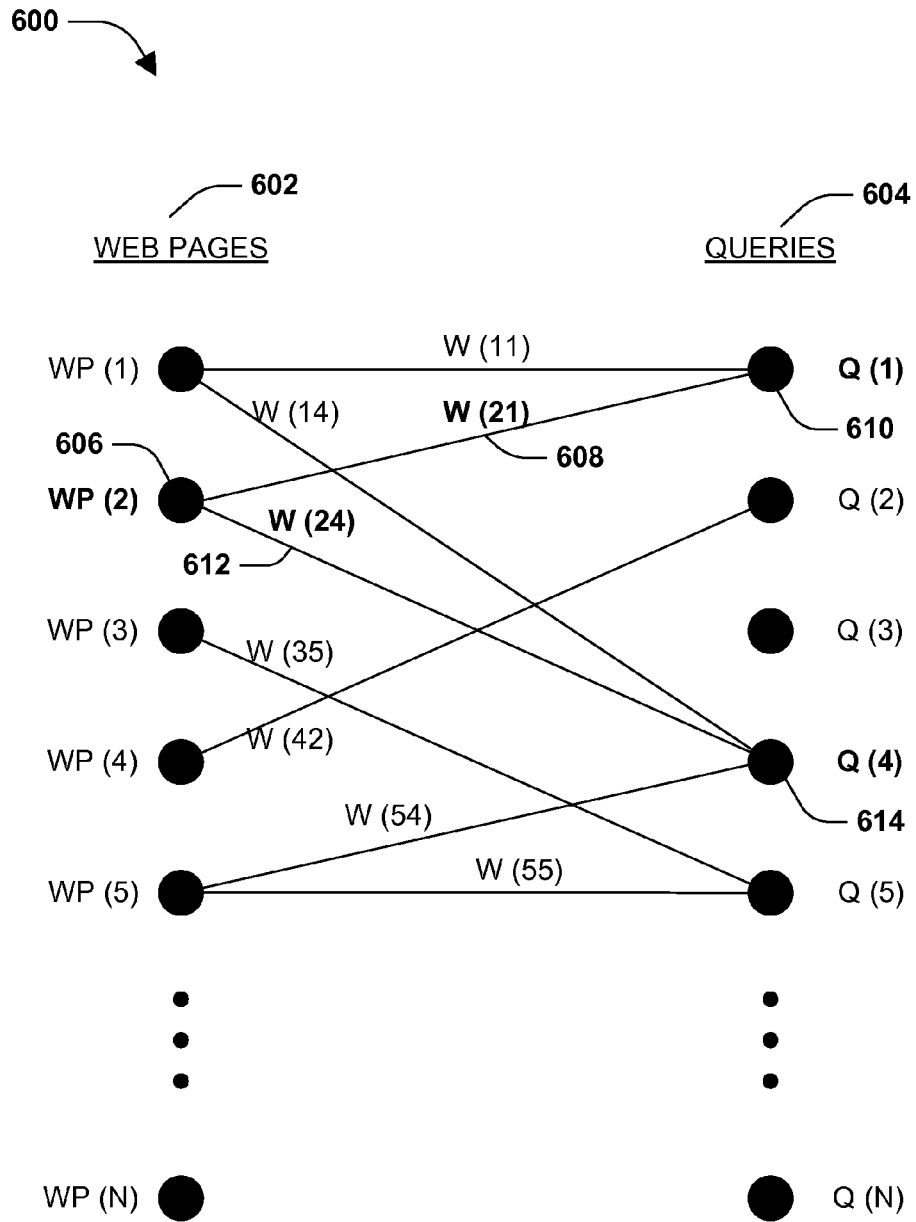 600
602
604
WEB PAGES
QUERIES
WP (1)
W (11)
Q (1)
W (14)
W (21)
610
606
608
WP (2)
Q (2)
W (24)
612
WP (3)
W (35)
Q (3)
WP (4)
W (42)
Q (4)
W (54)
614
WP (5)
W (55)
Q (5)
WP (N)
Q (N)